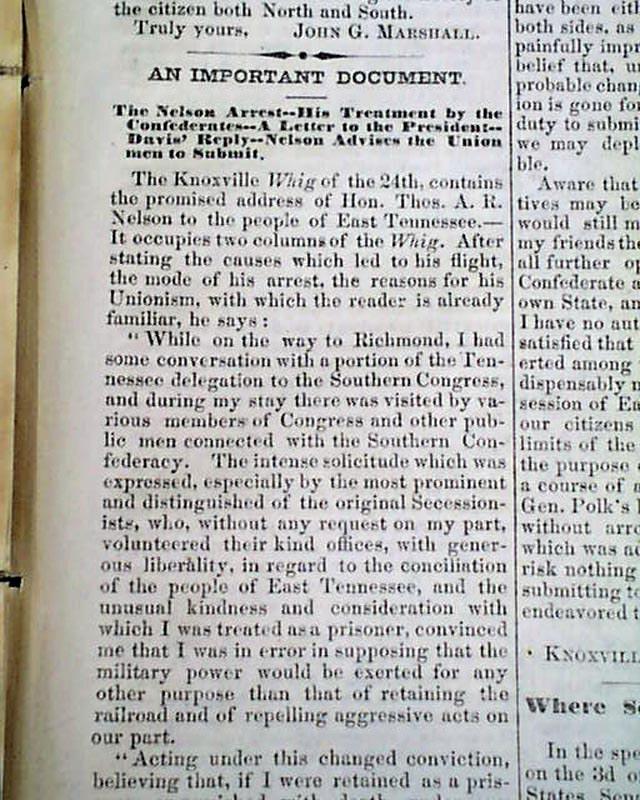 the citizen both North and South.
Truly yours, JOHN G. MARSHALL.
AN IMPORTANT DOCUMENT.
The Nelson Arrest--His Treatment by the
Confederates--A Letter to the President--
Davis' Reply--Nelson Advises the Union
men to Submit.
The Knoxville Whig of the 24th, contains
the promised address of Hon. Thos. A. R.
Nelson to the people of East Tennessee.—
It occupies two columns of the Whig. After
stating the causes which led to his flight,
the mode of his arrest, the reasons for his
Unionism, with which the reader is already
familiar, he says :
"While on the way to Richmond, I had
some conversation with a portion of the Ten-
nessee delegation to the Southern Congress,
and during my stay there was visited by va-
rious members of Congress and other pub-
lic men connected with the Southern Con-
federacy. The intense solicitude which was
expressed, especially by the most prominent
and distinguished of the original Secession-
ists, who, without any request on my part,
volunteered their kind offices, with gener-
ous liberality, in regard to the conciliation
of the people of East Tennessee, and the
unusual kindness and consideration with
which I was treated as a prisoner, convinced
me that I was in error in supposing that the
military power would be exerted for any
other purpose than that of retaining the
railroad and of repelling aggressive acts on
our part.
"Acting under this changed conviction,
believing that, if I were retained as a pris-
have been
both sides, as
painfully
belief that,
probable
ion is gone
duty to
we may
ble.
Aware that
tives may
would still
my friends
all further
Confederate
own State,
I have no
satisfied that
erted among
dispensably
session of
our citizens
limits of the
the purpose
a course of
Gen. Polk's
without
which was
risk nothing
submitting
endeavored
Where
In the
on the 3d
States